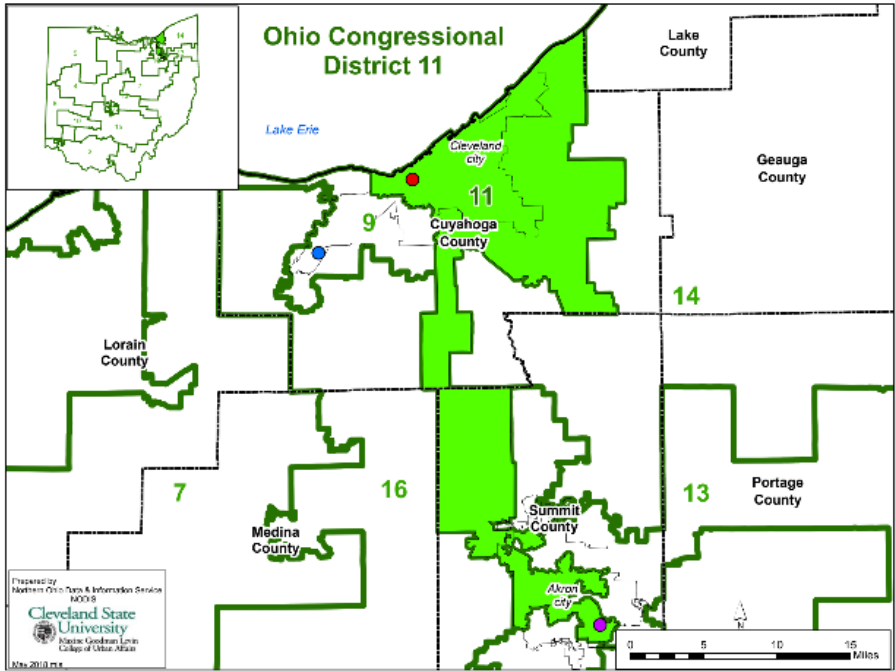 Ohio Congressional
District 11
Lake
County
Lake Erie
Cleveland
city
Geauga
County
11
9
Cuyahoga
County
14
Lorain
County
7
16
13
Portage
County
Medina
County
Summit
County
Akron
city
Prepared by
Northern Ohio Data & Information Service
NODIS
Cleveland State
University
Maxine Goodman Levin
College of Urban Affairs
May 2010 mjs
N
0 5 10 15
Miles